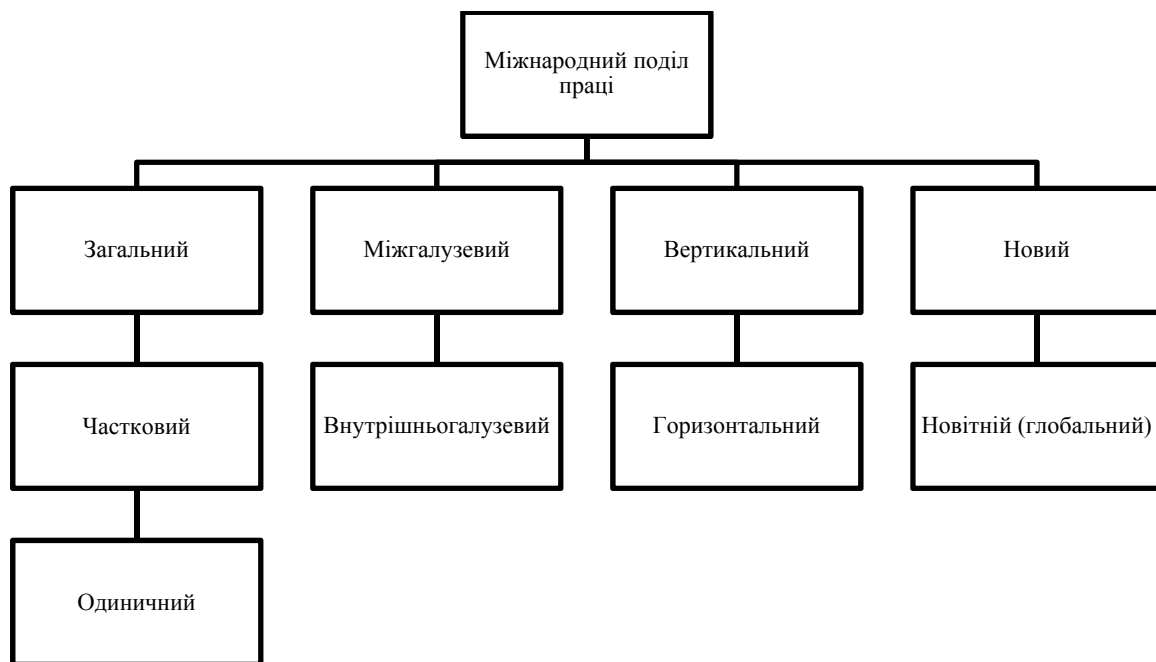 Міжнародний поділ
праці
Загальний
Міжгалузевий
Вертикальний
Новий
Частковий
Внутрішньогалузевий
Горизонтальний
Новітній (глобальний)
Одиничний